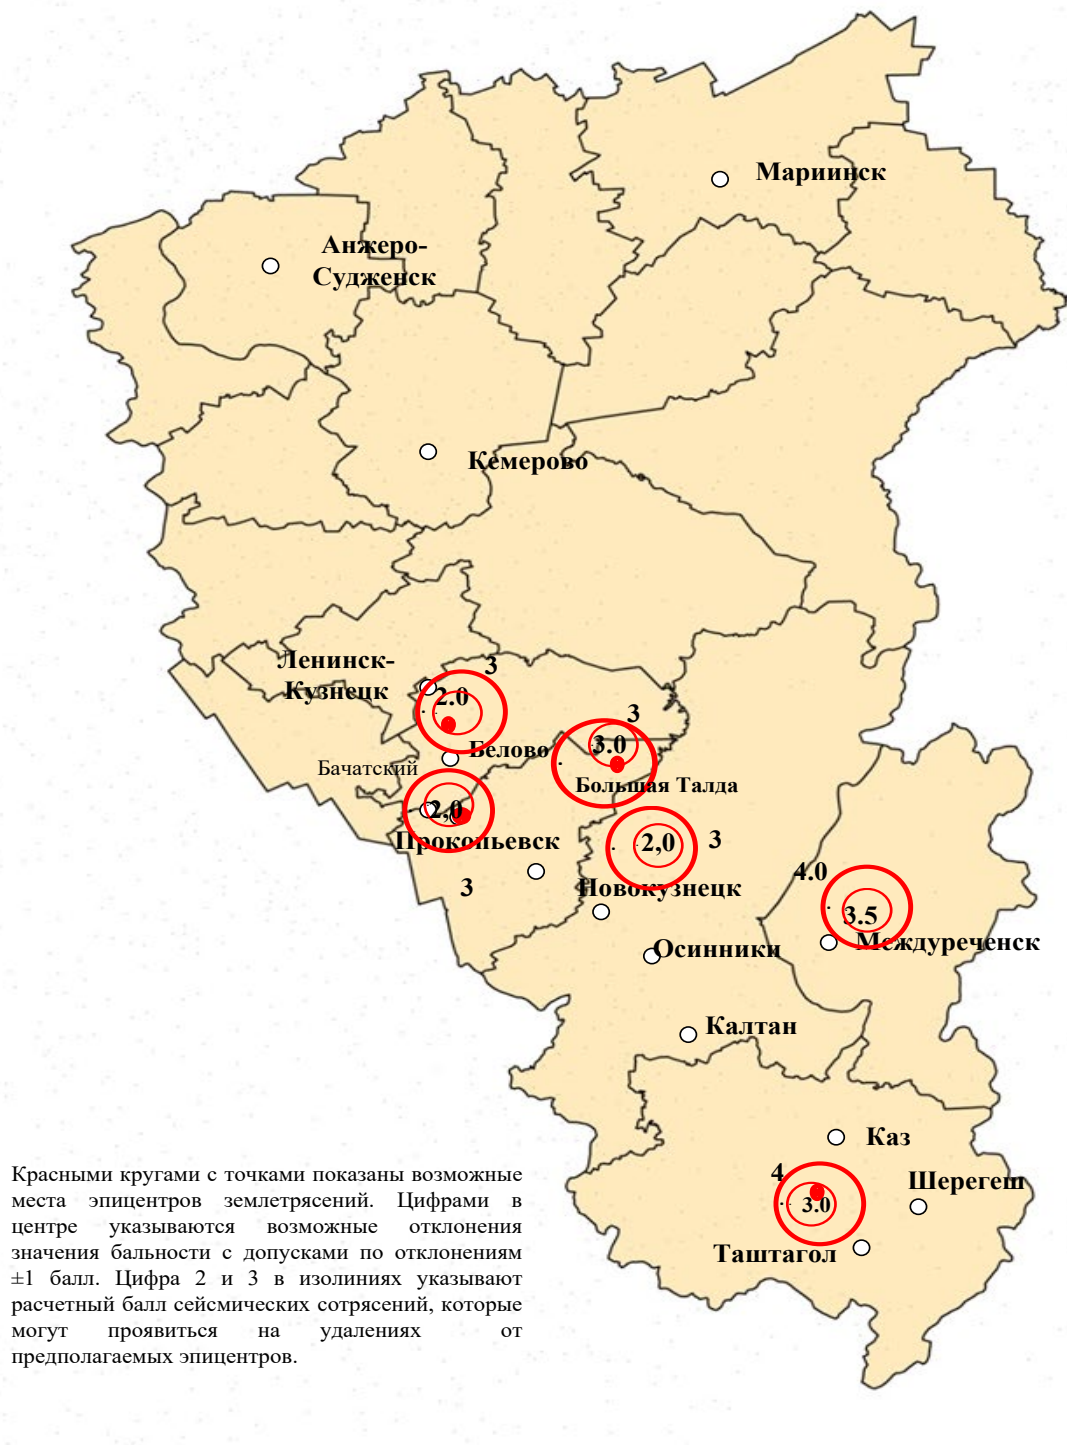 Мариинск
Анжеро-
Судженск
Кемерово
Ленинск-
Кузнецк
3
2.0
3
3.0
Белово
Бачатский
Большая Талда
2,0
Прокопьевск
2,0
3
3
Новокузнецк
4.0
3.5
Междуреченск
Осинники
Калтан
Каз
4
3.0
Шерегеш
Таштагол
Красными кругами с точками показаны возможные
места эпицентров землетрясений. Цифрами в
центре указываются возможные отклонения
значения бальности с допусками по отклонениям
±1 балл. Цифра 2 и 3 в изолиниях указывают
расчетный балл сейсмических сотрясений, которые
могут проявиться на удалениях от
предполагаемых эпицентров.